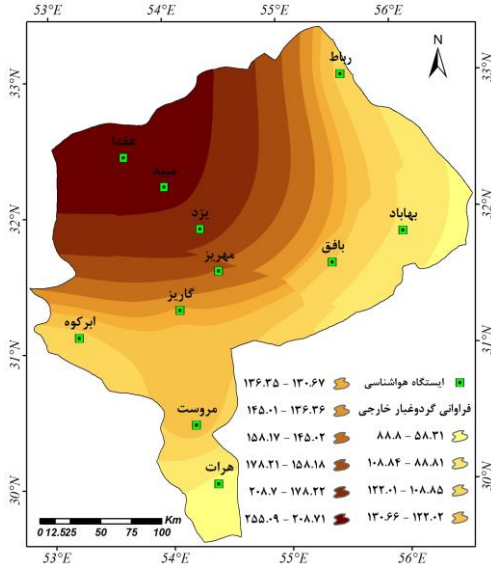 53°E 54°E 55°E 56°E
33°N
32°N
31°N
30°N
33°N
32°N
31°N
30°N
N
رباط
عقدا
میبد
یزد
بهاباد
بافق
مهریز
گاریز
ابرکوه
مروست
هرات
ایستگاه هواشناسی
فراوانی گردوغبار خارجی
۵۸.۳۱ - ۸۸.۸
۸۸.۸۱ - ۱۰۸.۸۴
۱۰۸.۸۵ - ۱۲۲.۰۱
۱۲۲.۰۲ - ۱۳۰.۶۶
۱۳۰.۶۷ - ۱۳۶.۳۵
۱۳۶.۳۶ - ۱۴۵.۰۱
۱۴۵.۰۲ - ۱۵۸.۱۷
۱۵۸.۱۸ - ۱۷۸.۲۱
۱۷۸.۲۲ - ۲۰۸.۷
۲۰۸.۷۱ - ۲۵۵.۰۹
Km
0 12.525 50 75 100
53°E 54°E 55°E 56°E